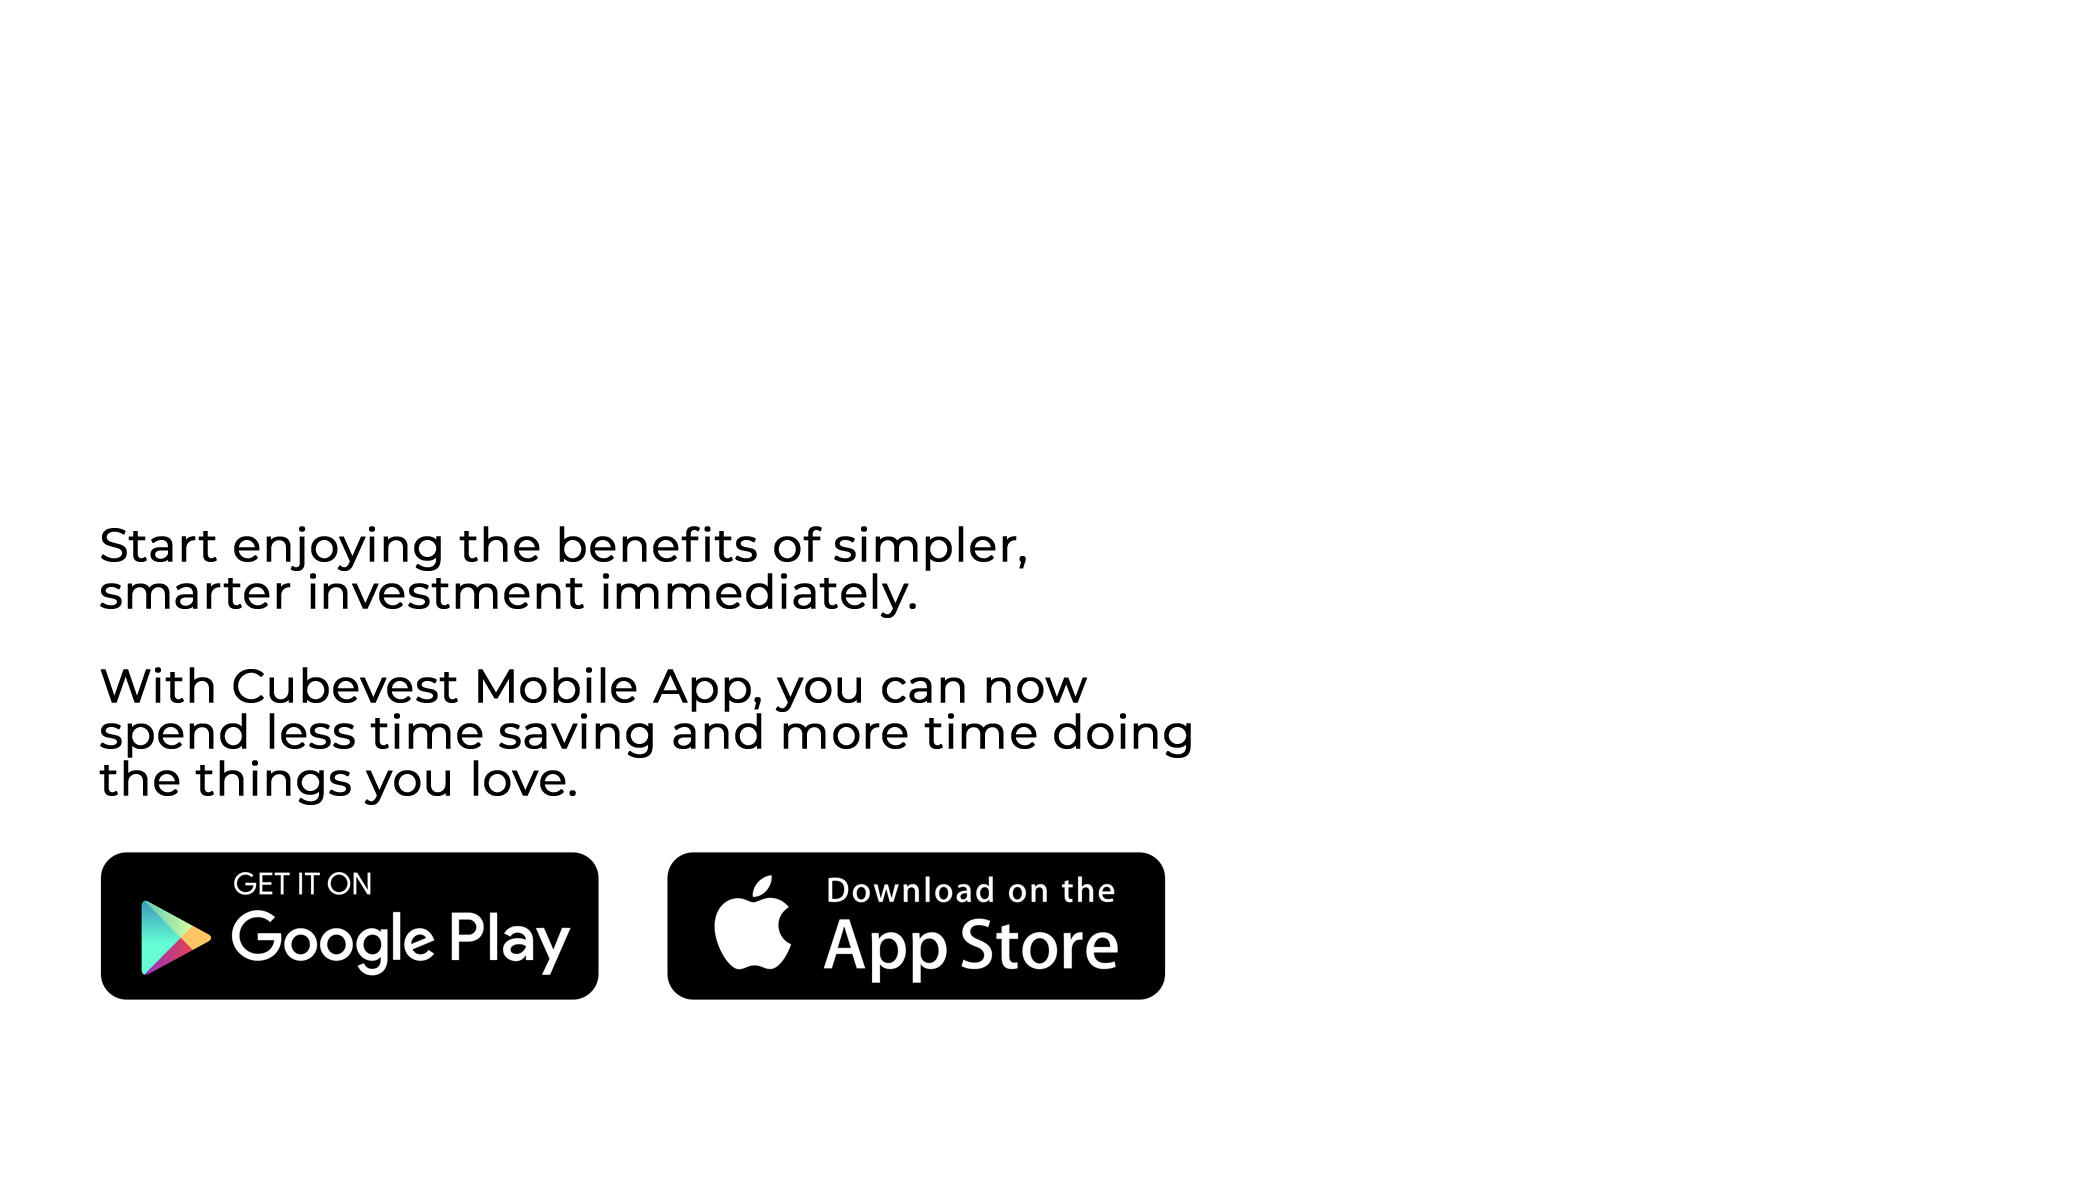 Start enjoying the benefits of simpler,
smarter investment immediately.
With Cubevest Mobile App, you can now
spend less time saving and more time doing
the things you love.
GET IT ON
Google Play
Download on the
App Store